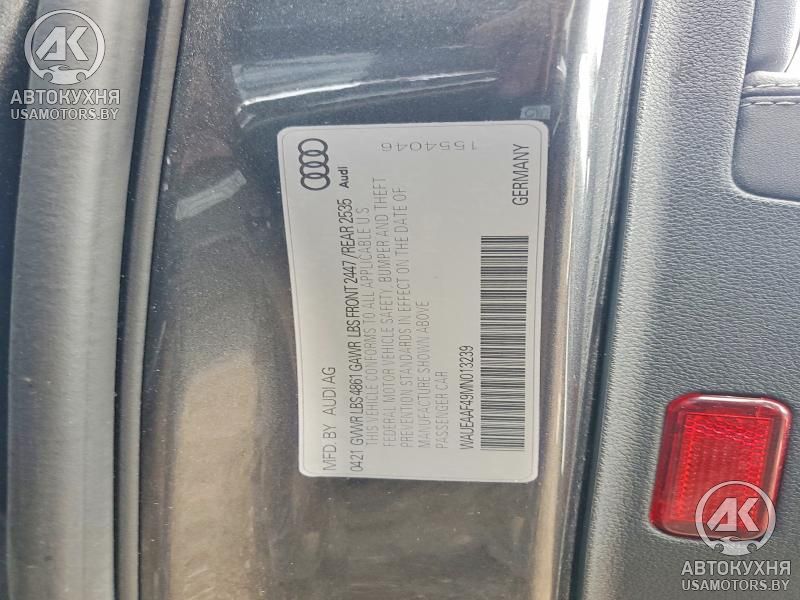 AK
АВТОКУХНЯ
USAMOTORS.BY
MFD. BY AUDI AG
Audi
0421 GVWR LBS 4861 GAWR LBS FRONT 2447 / REAR 2535
THIS VEHICLE CONFORMS TO ALL APPLICABLE U.S.
FEDERAL MOTOR VEHICLE SAFETY, BUMPER AND THEFT
PREVENTION STANDARDS IN EFFECT ON THE DATE OF
MANUFACTURE SHOWN ABOVE
PASSENGER CAR
WAUEAAF49MN013239
GERMANY
1554046
AK
АВТОКУХНЯ
USAMOTORS.BY